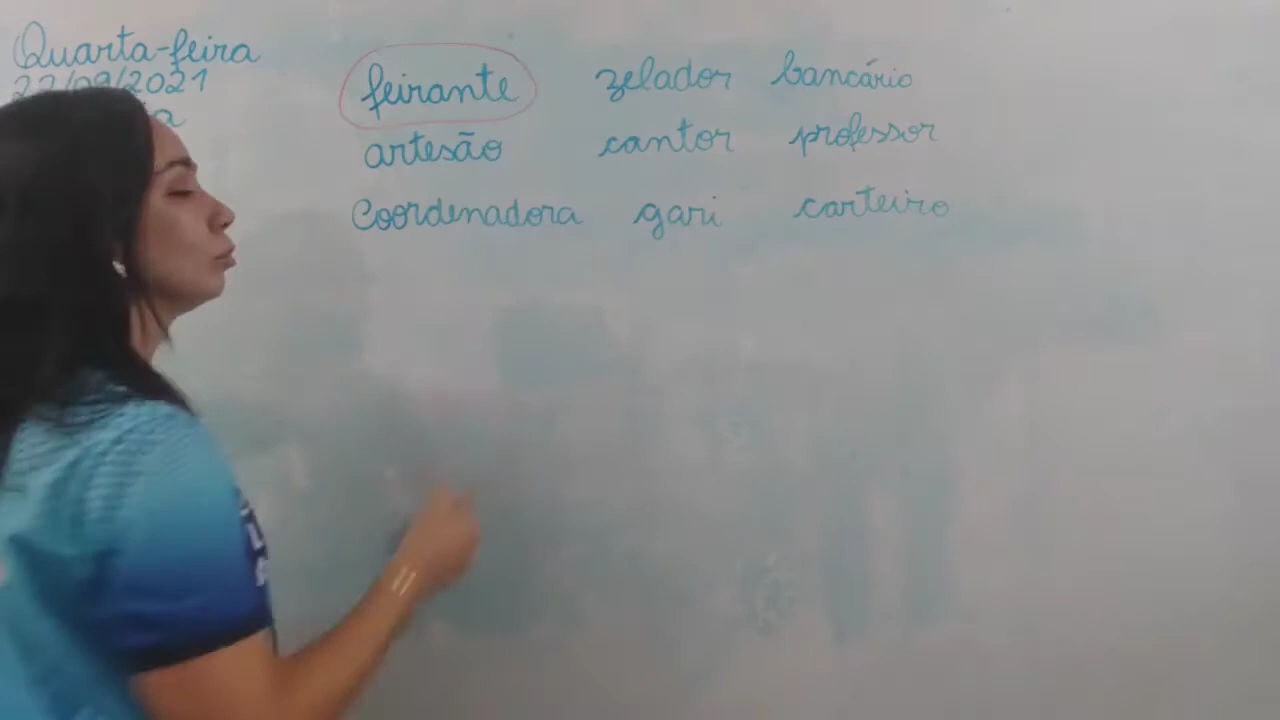 Quarta-feira
22/09/2021
feirante zelador bancário
artesão cantor professor
Coordenadora gari carteiro